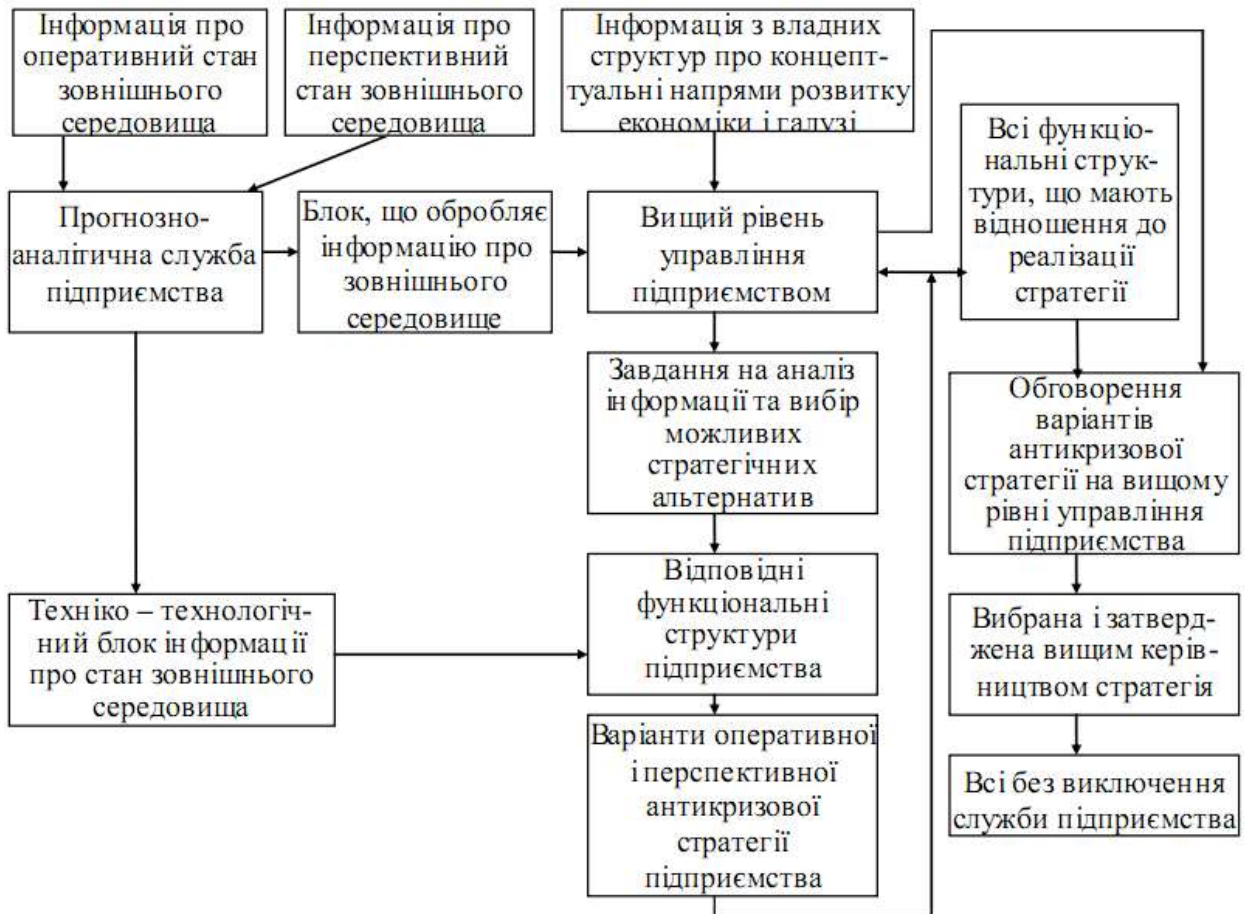 Інформація про
оперативний стан
зовнішнього
середовища
Інформація про
перспективний
стан зовнішнього
середовища
Інформація з владних
структур про концепт-
туальні напрями розвитку
економіки і галузі
Всі функціо-
нальні струк-
тури, що мають
відношення до
реалізації
стратегії
Прогнозно-
аналігична служба
підприємства
Блок, що обробляє
інформацію про
зовнішнього
середовище
Вищий рівень
управління
підприємством
Завдання на аналіз
інформації та вибір
можливих
стратегічних
альтернатив
Обговорення
варіантів
антикризової
стратегії на вищому
рівні управління
підприємства
Відповідні
функціональні
структури
підприємства
Техніко – технологіч-
ний блок інформації
про стан зовнішнього
середовища
Вибрана і затверд-
жена вищим керів-
ництвом стратегія
Варіанти оперативної
і перспективної
антикризової
стратегії
підприємства
Всі без виключення
служби підприємства